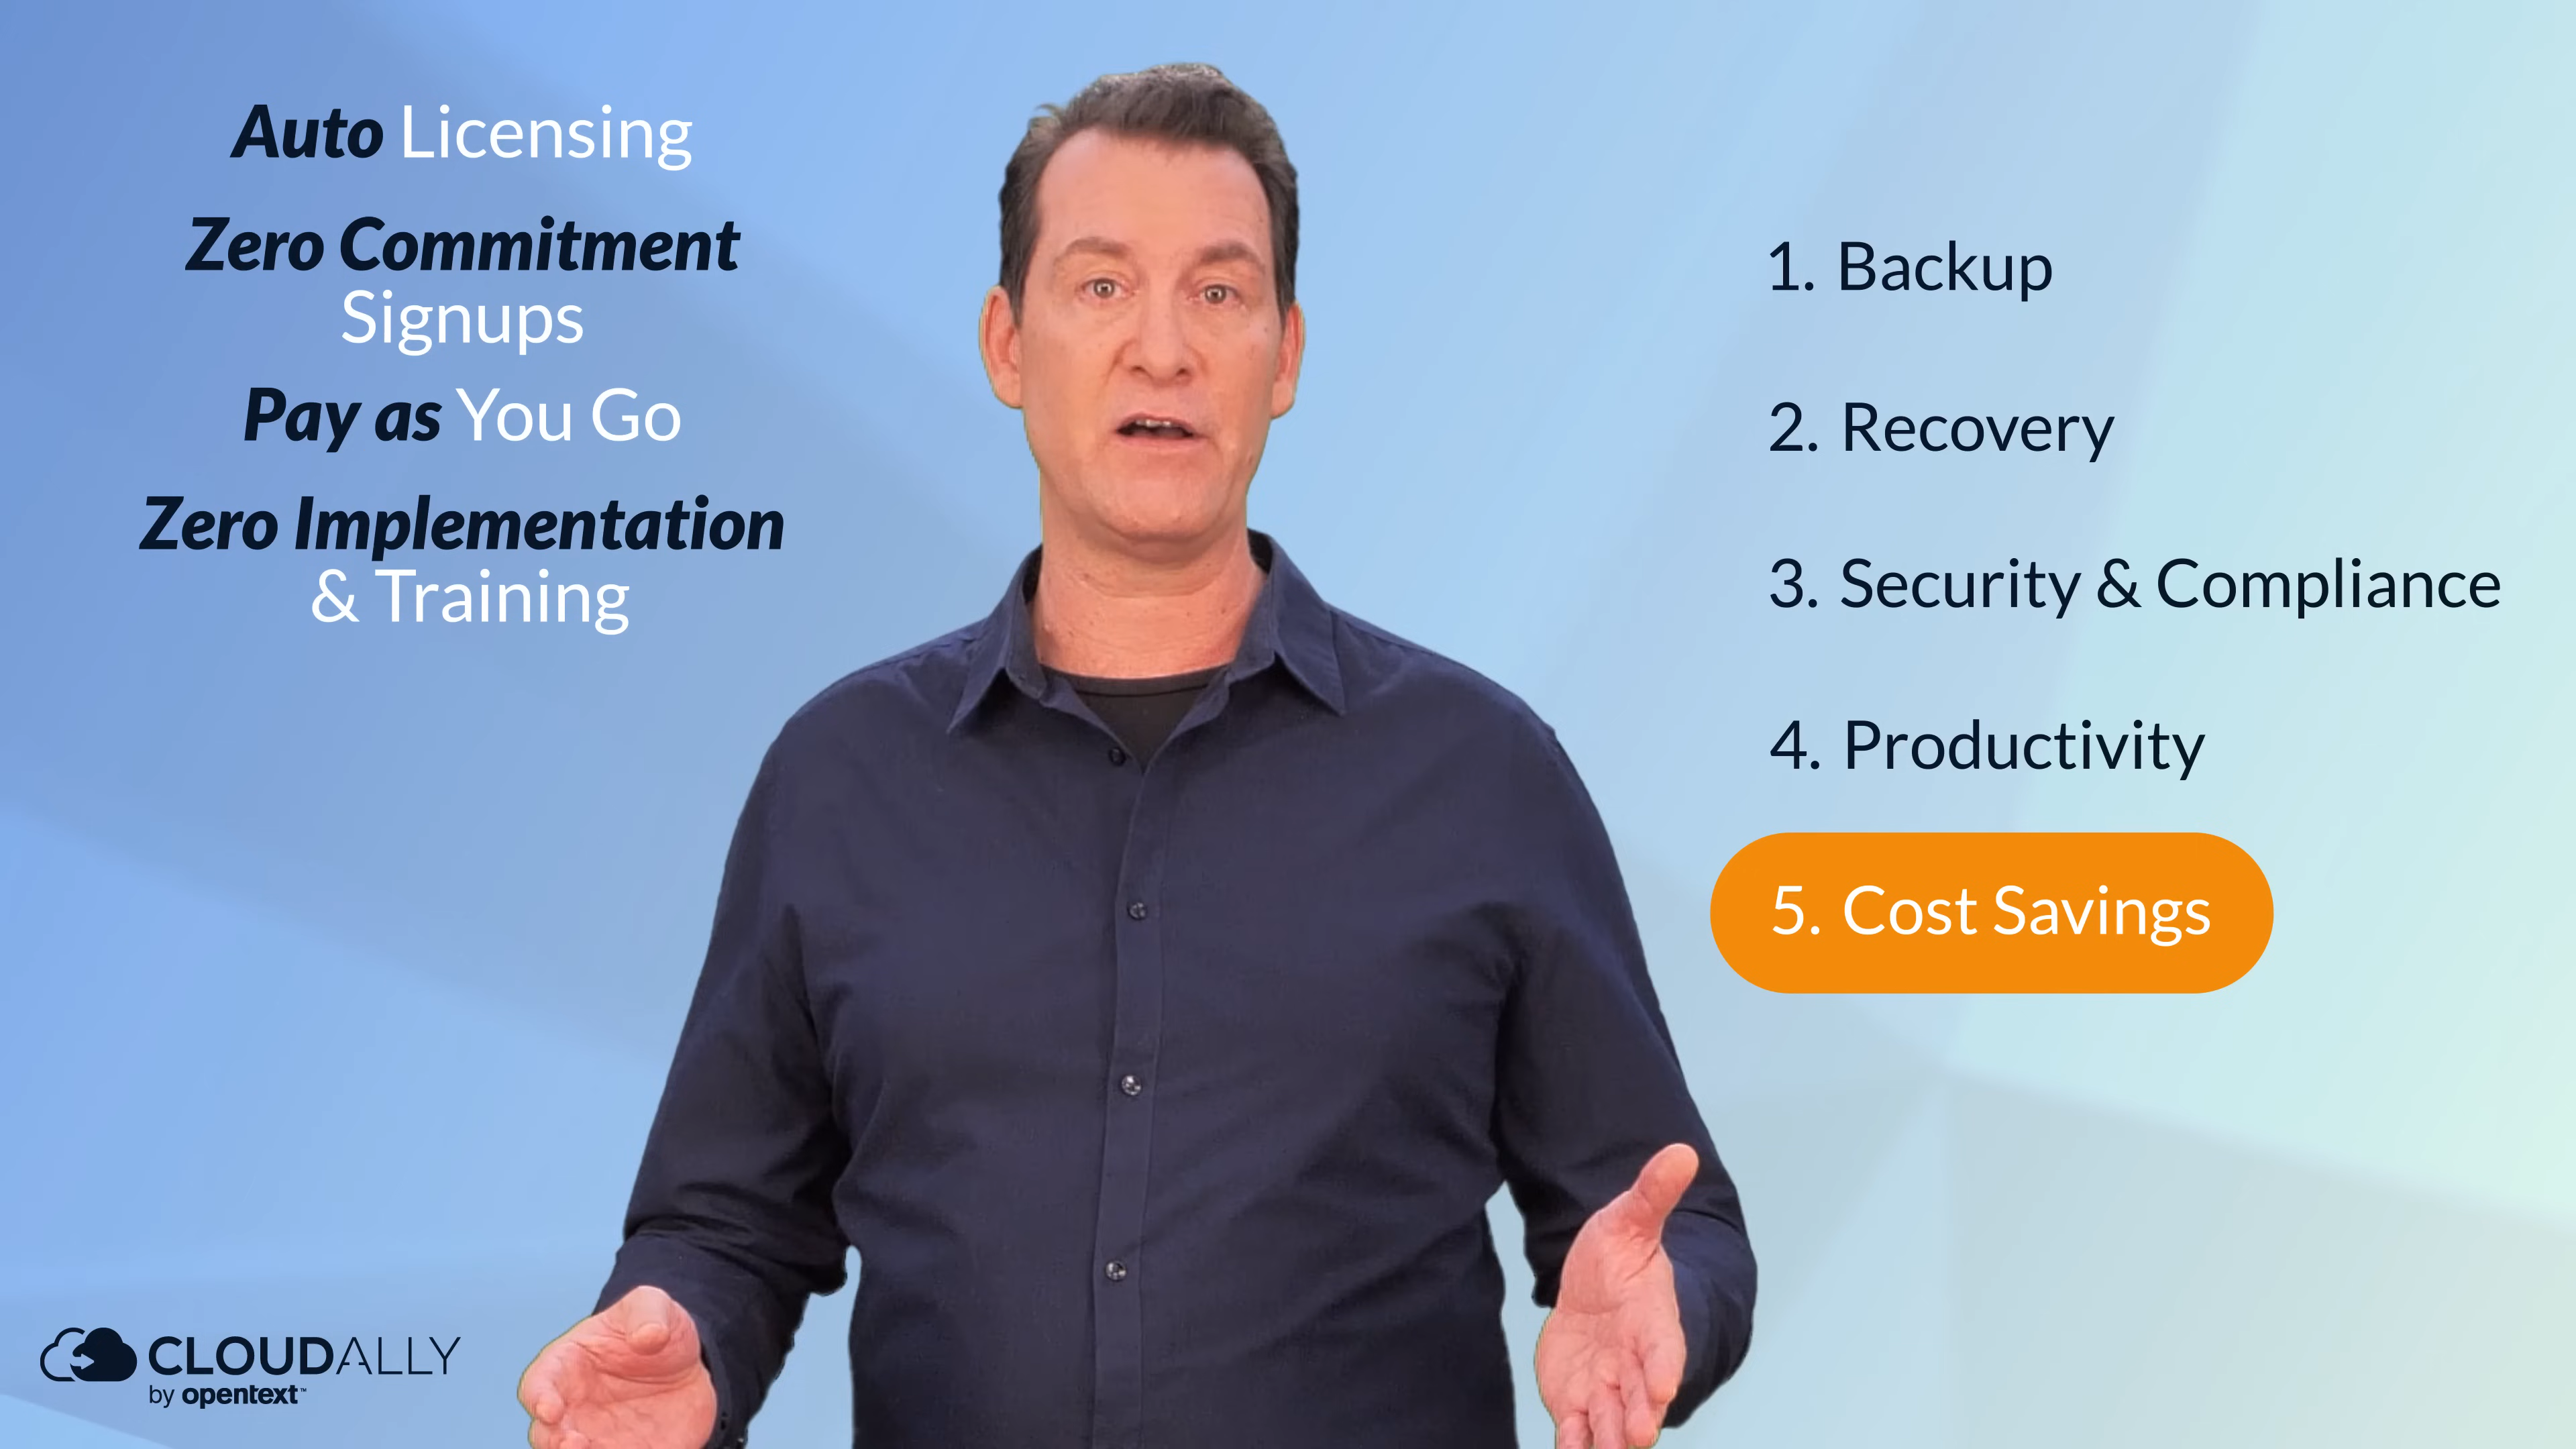 Auto Licensing
Zero Commitment
Signups
Pay as You Go
Zero Implementation
& Training
1. Backup
2. Recovery
3. Security & Compliance
4. Productivity
5. Cost Savings
CLOUDALLY
by opentext™